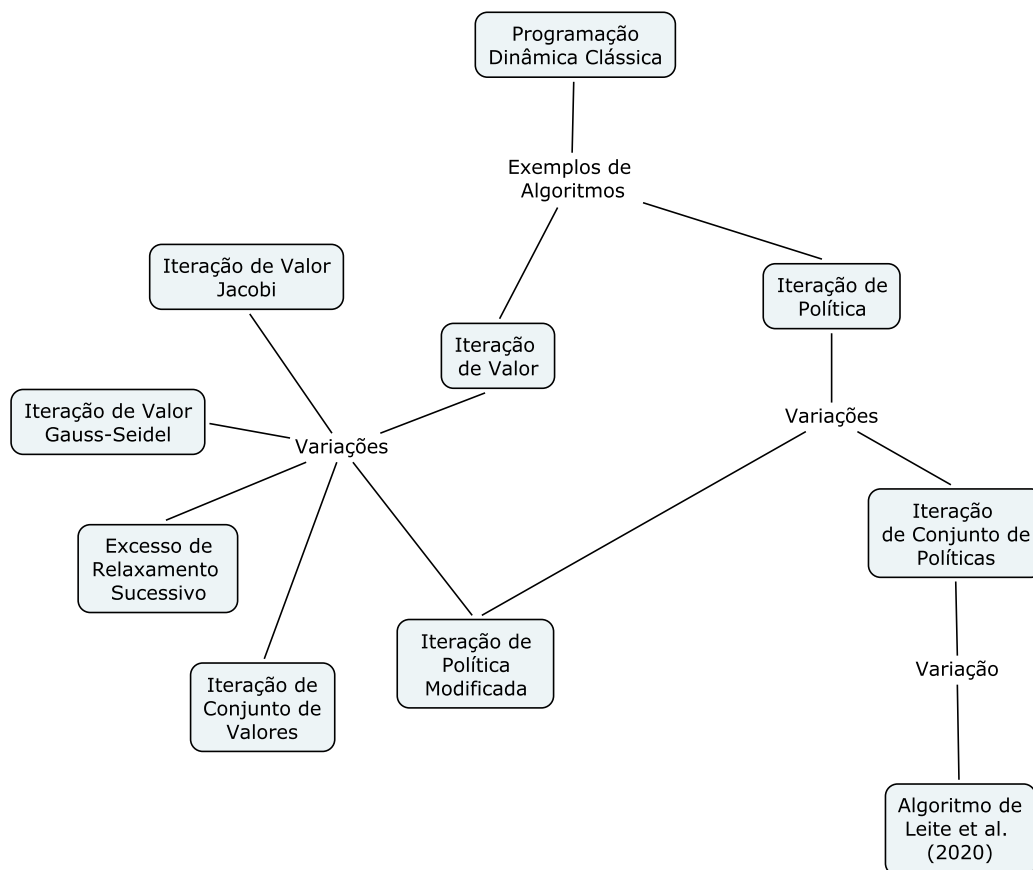 Programação
Dinâmica Clássica
Exemplos de
Algoritmos
Iteração de Valor
Jacobi
Iteração de
Política
Iteração
de Valor
Iteração de Valor
Gauss-Seidel
Variações
Variações
Excesso de
Relaxamento
Sucessivo
Iteração
de Conjunto de
Políticas
Iteração de
Conjunto de
Valores
Iteração de
Política
Modificada
Variação
Algoritmo de
Leite et al.
(2020)